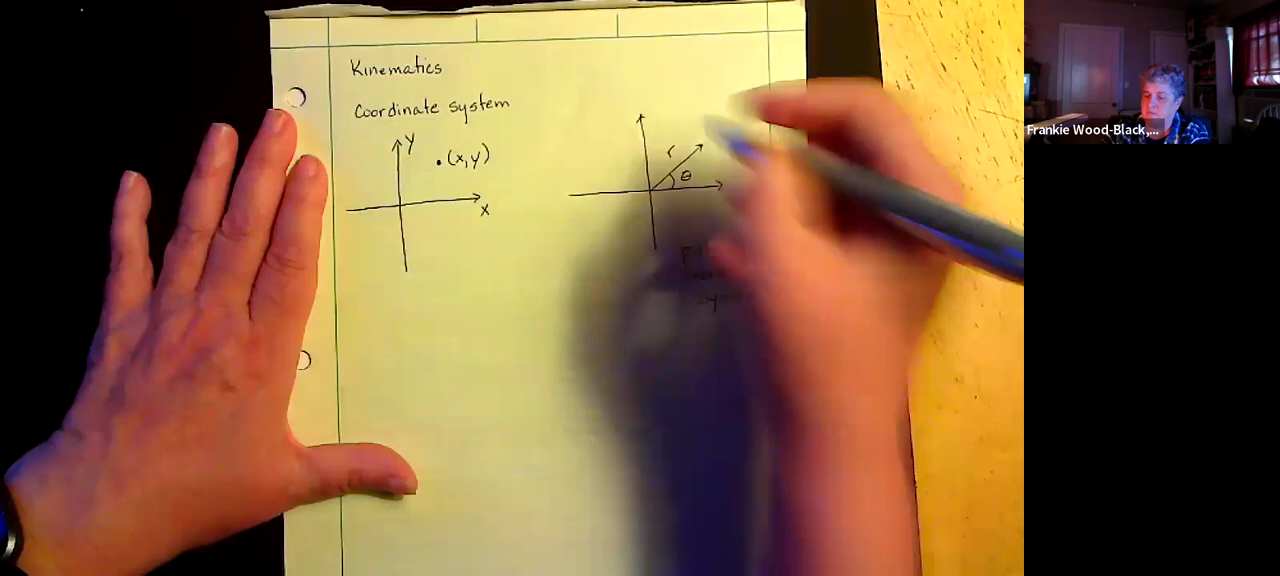 Kinematics
Coordinate system
y
(x,y)
x
r
θ
Frankie Wood-Black,...